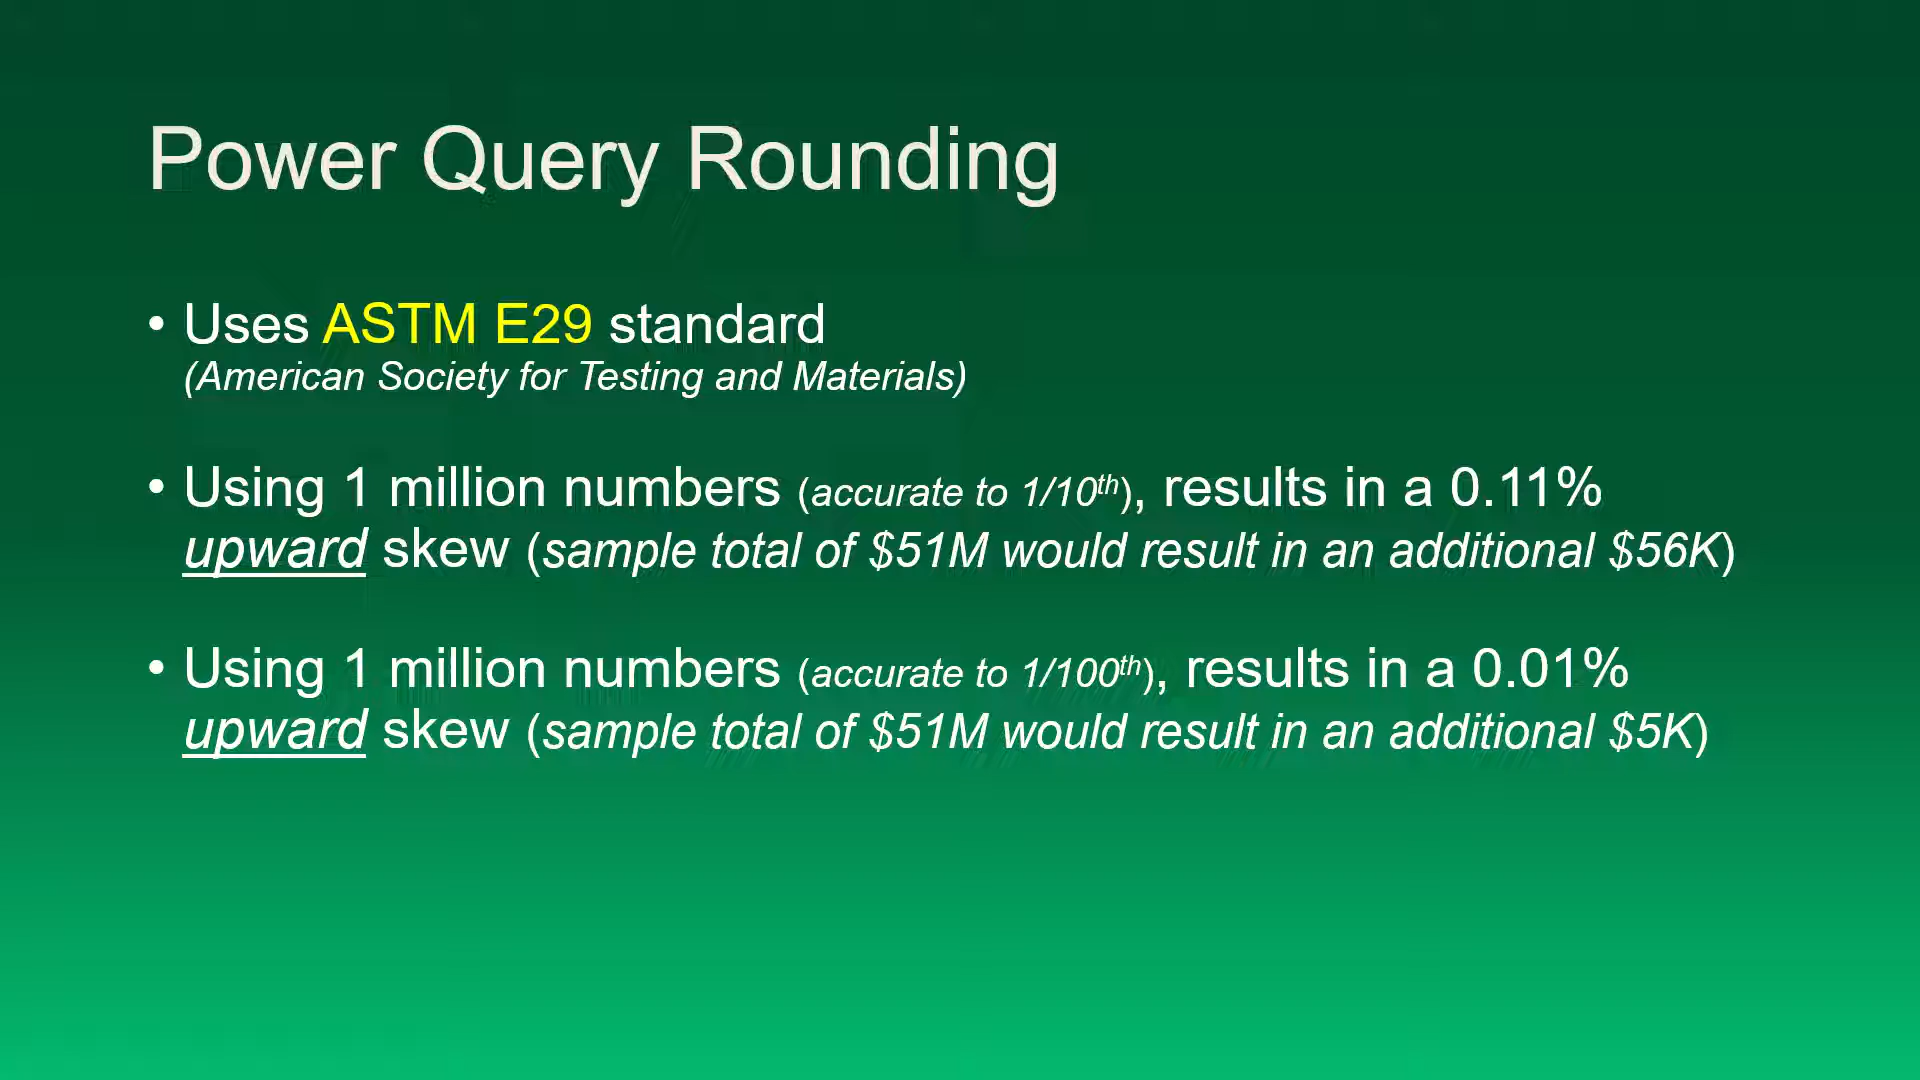 Power Query Rounding
• Uses ASTM E29 standard
(American Society for Testing and Materials)
• Using 1 million numbers (accurate to 1/10th), results in a 0.11%
upward skew (sample total of $51M would result in an additional $56K)
• Using 1 million numbers (accurate to 1/100th), results in a 0.01%
upward skew (sample total of $51M would result in an additional $5K)